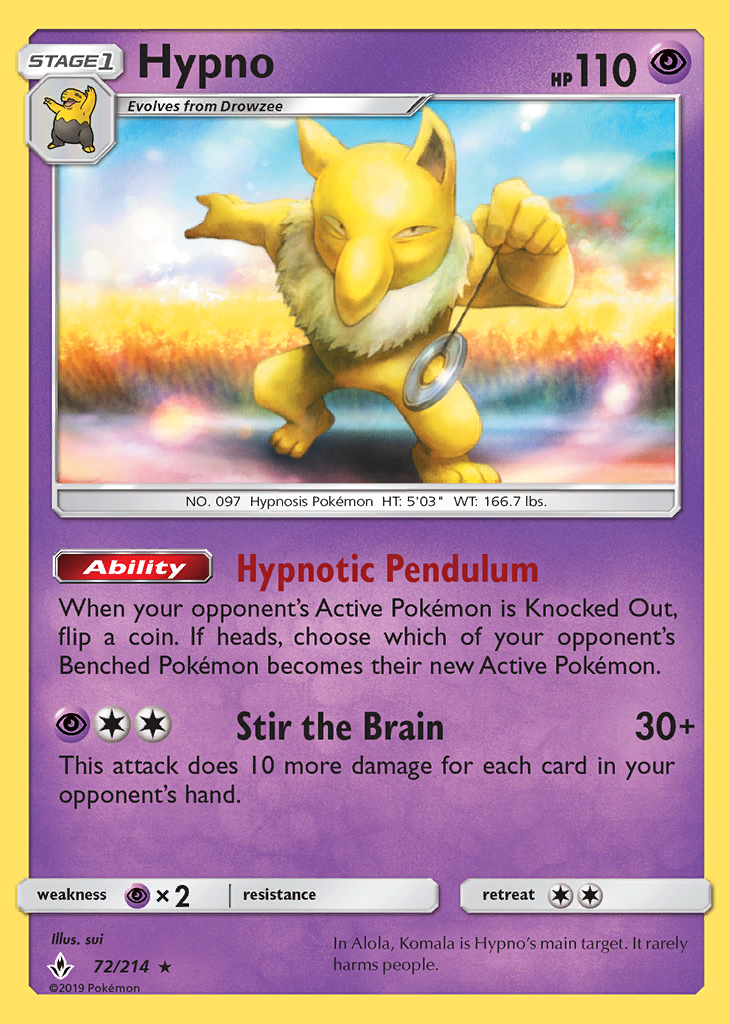 STAGE1
Hypno
HP110
Evolves from Drowzee
NO. 097 Hypnosis Pokémon HT: 5'03" WT: 166.7 lbs.
Ability
Hypnotic Pendulum
When your opponent's Active Pokémon is Knocked Out,
flip a coin. If heads, choose which of your opponent's
Benched Pokémon becomes their new Active Pokémon.
Stir the Brain 30+
This attack does 10 more damage for each card in your
opponent's hand.
weakness ×2 resistance retreat
Illus. sui
72/214 ★
©2019 Pokémon
In Alola, Komala is Hypno's main target. It rarely
harms people.